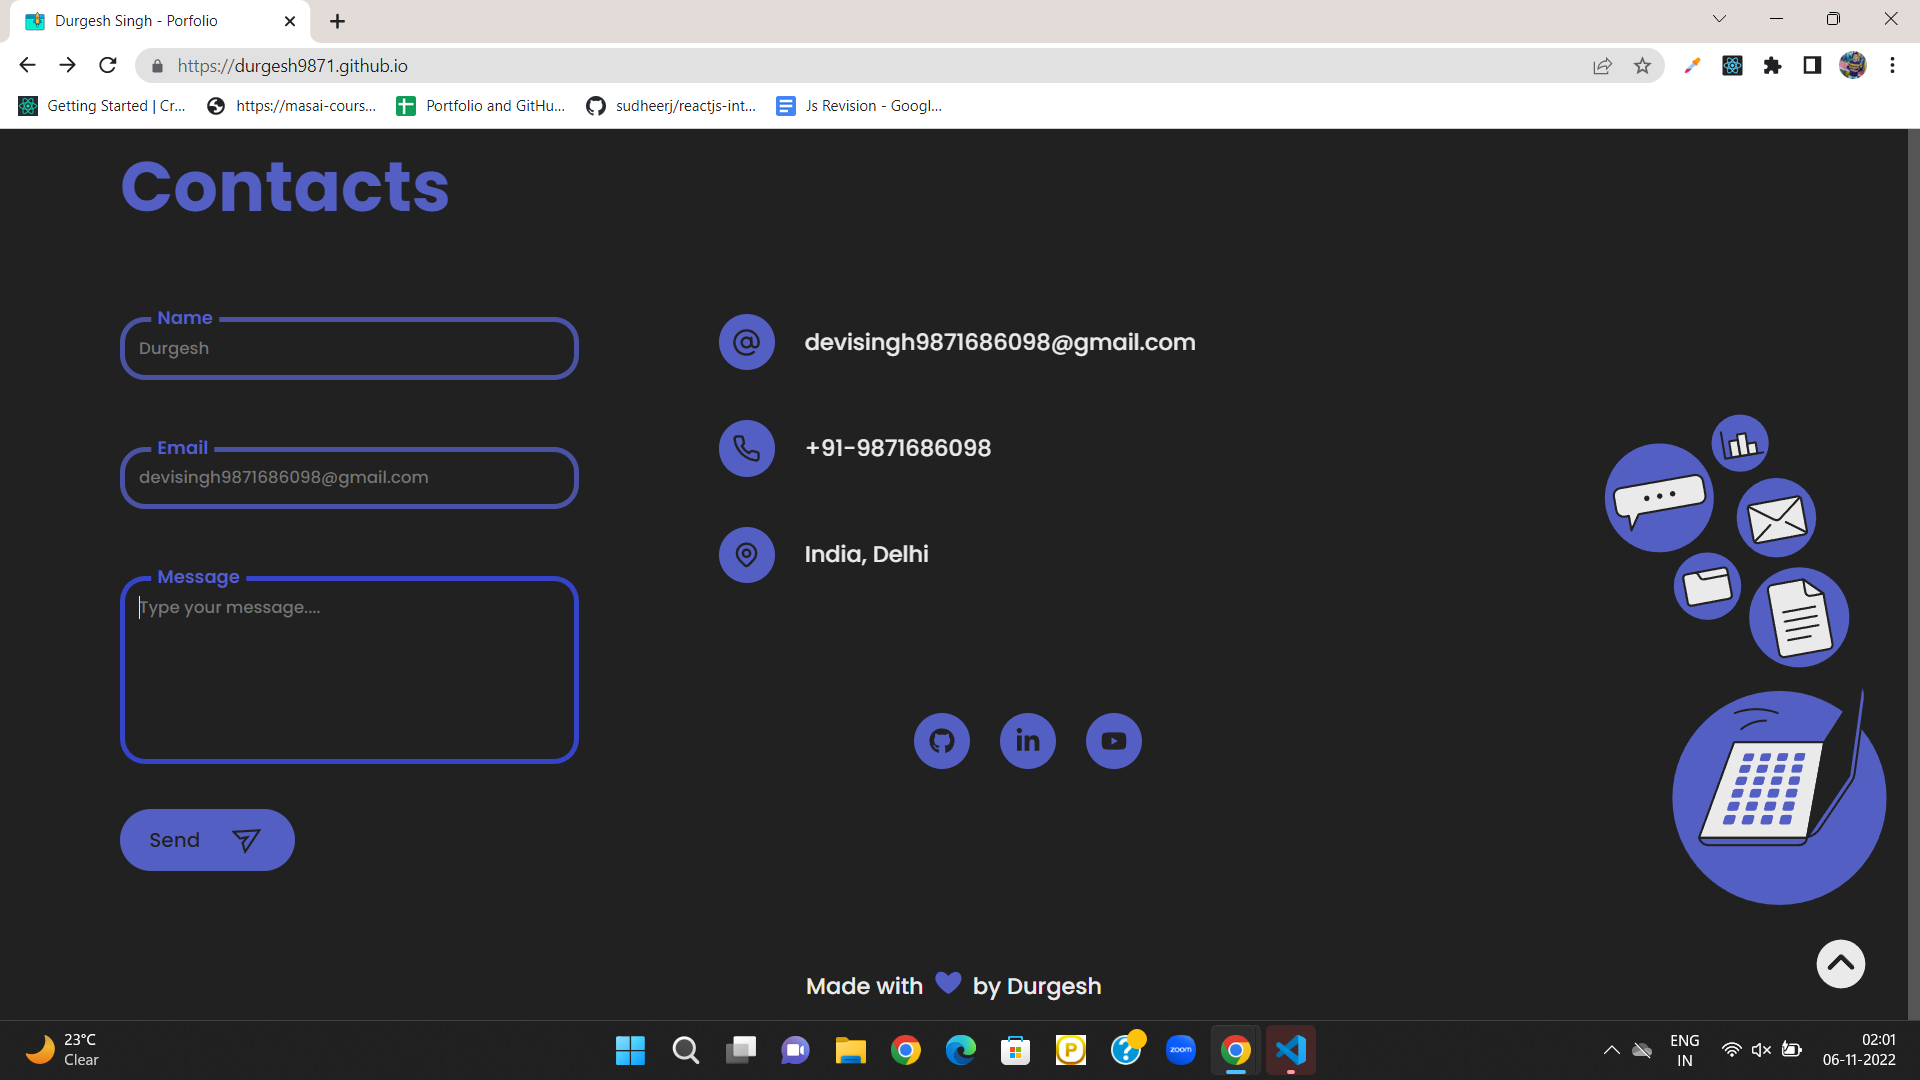 Durgesh Singh - Porfolio
https://durgesh9871.github.io
Getting Started | Cr...
https://masai-cours...
Portfolio and GitHu...
sudheerj/reactjs-int...
Js Revision - Googl...
Contacts
Name
Durgesh
Email
devisingh9871686098@gmail.com
Message
Type your message....
Send
devisingh9871686098@gmail.com
+91-9871686098
India, Delhi
in
Made with by Durgesh
23°C
Clear
P
?
zoom
ENG
IN
02:01
06-11-2022